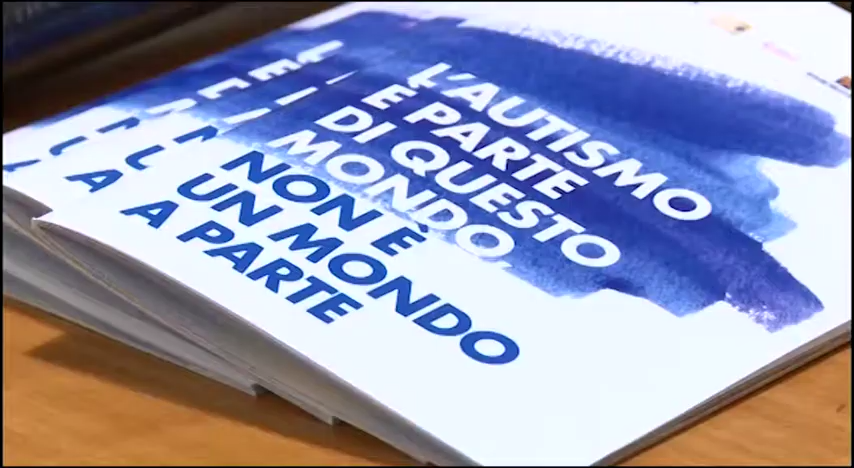 L'AUTISMO
E PARTE
DI QUESTO
MONDO,
NON È
UN MONDO
A PARTE